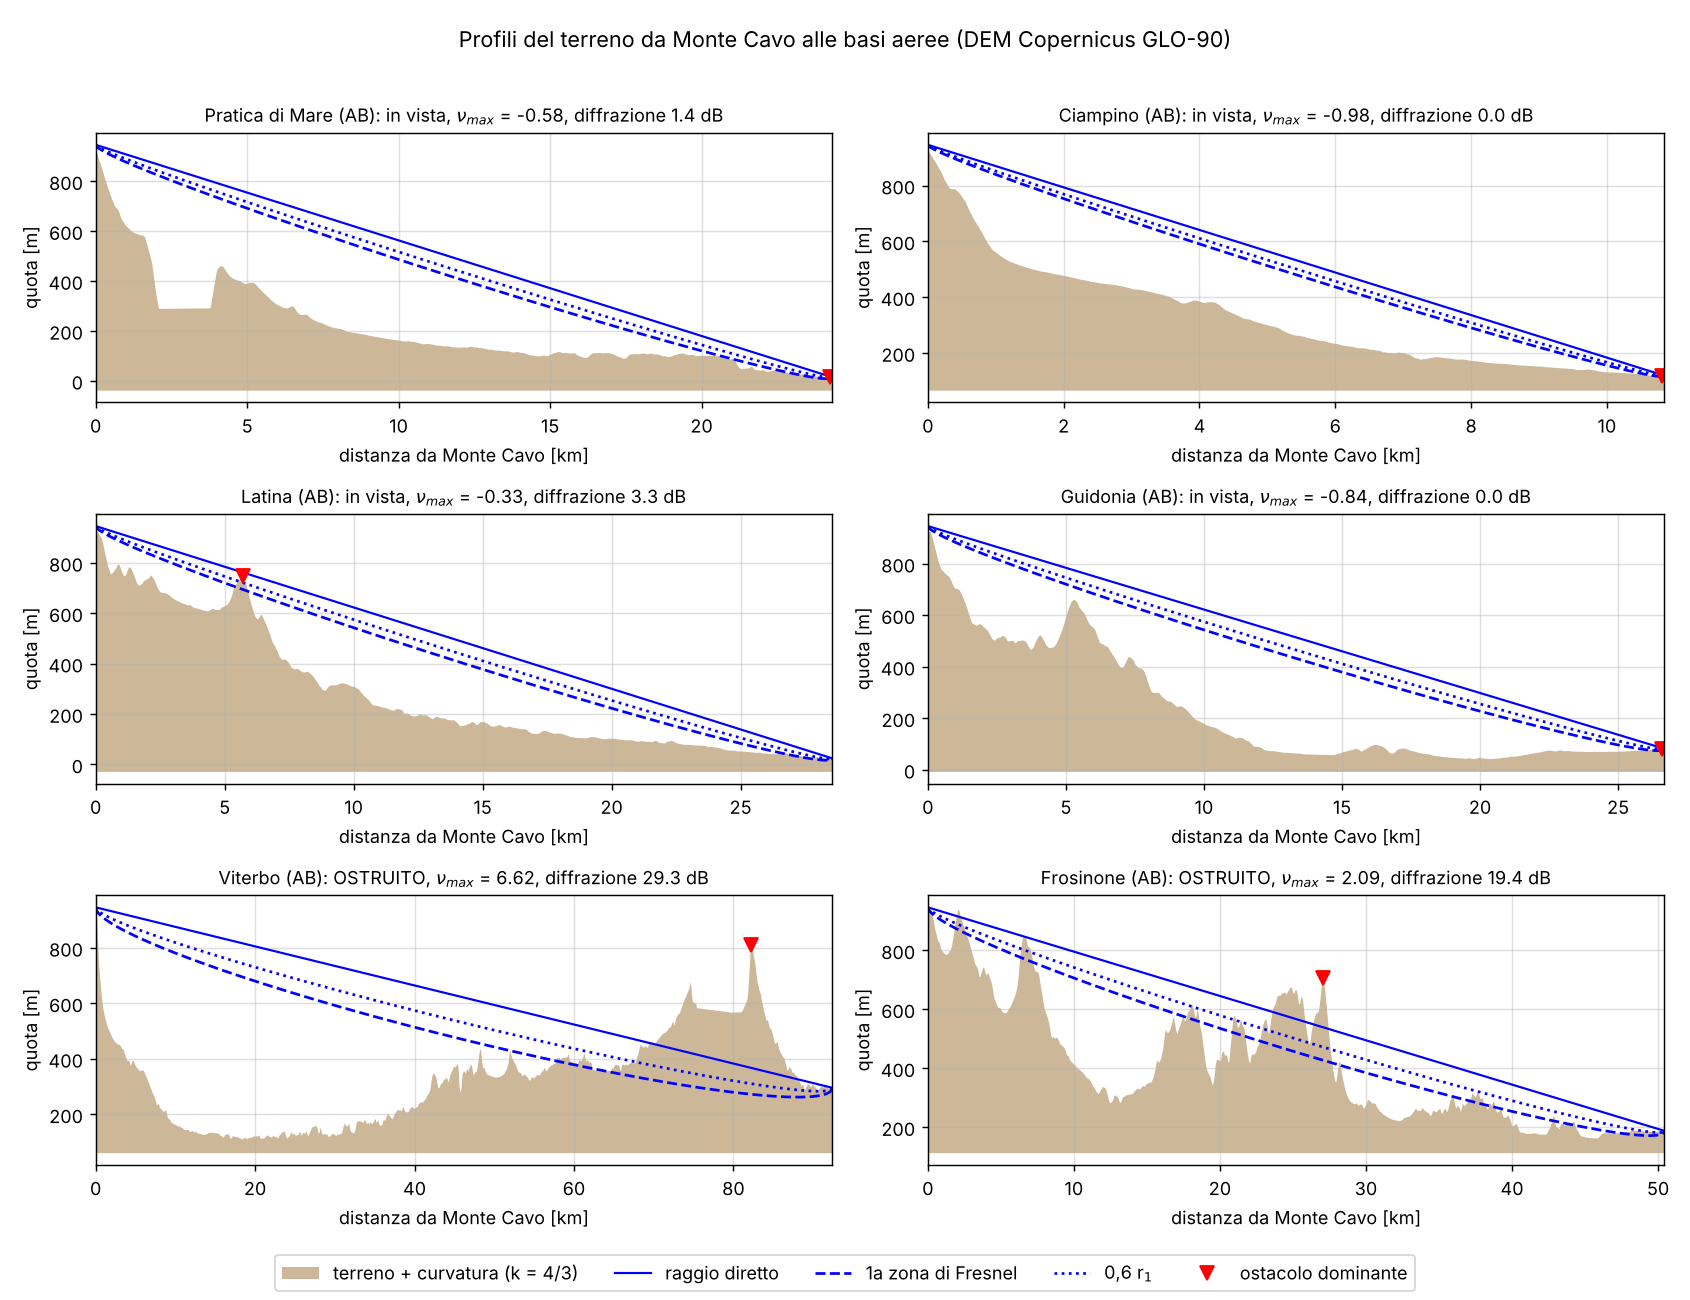 Profili del terreno da Monte Cavo alle basi aeree (DEM Copernicus GLO-90)
Pratica di Mare (AB): in vista, ν_max = -0.58, diffrazione 1.4 dB
quota [m]
800
600
400
200
0
0 5 10 15 20
distanza da Monte Cavo [km]
Ciampino (AB): in vista, ν_max = -0.98, diffrazione 0.0 dB
quota [m]
800
600
400
200
0 2 4 6 8 10
distanza da Monte Cavo [km]
Latina (AB): in vista, ν_max = -0.33, diffrazione 3.3 dB
quota [m]
800
600
400
200
0
0 5 10 15 20 25
distanza da Monte Cavo [km]
Guidonia (AB): in vista, ν_max = -0.84, diffrazione 0.0 dB
quota [m]
800
600
400
200
0
0 5 10 15 20 25
distanza da Monte Cavo [km]
Viterbo (AB): OSTRUITO, ν_max = 6.62, diffrazione 29.3 dB
quota [m]
800
600
400
200
0 20 40 60 80
distanza da Monte Cavo [km]
Frosinone (AB): OSTRUITO, ν_max = 2.09, diffrazione 19.4 dB
quota [m]
800
600
400
200
0 10 20 30 40 50
distanza da Monte Cavo [km]
terreno + curvatura (k = 4/3) raggio diretto 1a zona di Fresnel 0,6 r₁ ostacolo dominante